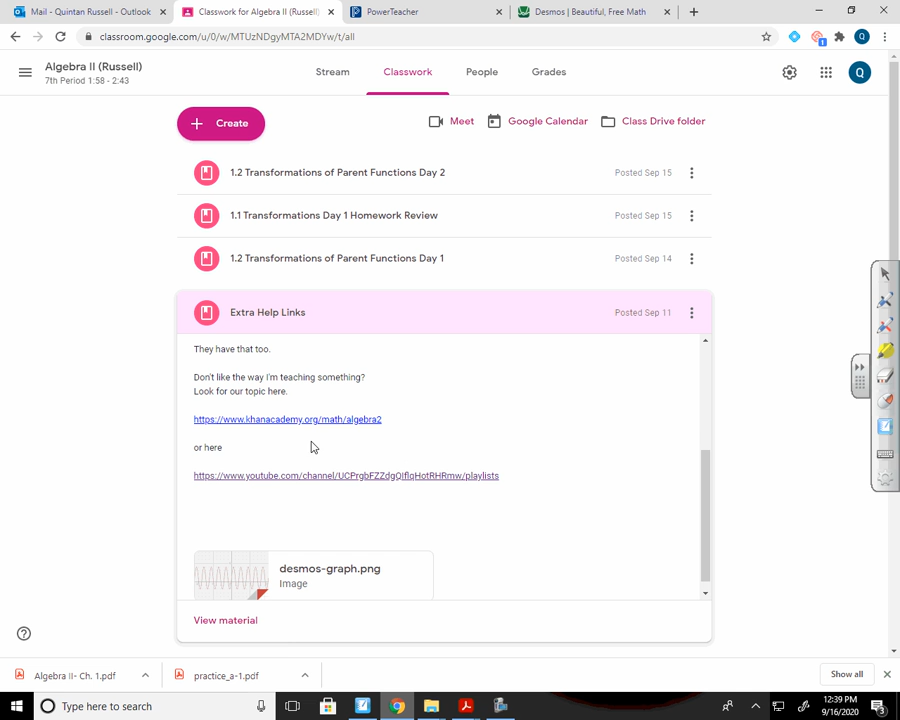 Mail - Quintan Russell - Outlook
Classwork for Algebra II (Russell)
PowerTeacher
Desmos | Beautiful, Free Math
classroom.google.com/u/0/w/MTUzNDgyMTA2MDYw/t/all
Algebra II (Russell)
7th Period 1:58 - 2:43
Stream
Classwork
People
Grades
Q
Create
Meet
Google Calendar
Class Drive folder
1.2 Transformations of Parent Functions Day 2
Posted Sep 15
1.1 Transformations Day 1 Homework Review
Posted Sep 15
1.2 Transformations of Parent Functions Day 1
Posted Sep 14
Extra Help Links
Posted Sep 11
They have that too.
Don't like the way I'm teaching something?
Look for our topic here.
https://www.khanacademy.org/math/algebra2
or here
https://www.youtube.com/channel/UCPrgbFZZdgQIflqHotRHRmw/playlists
desmos-graph.png
Image
View material
Algebra II- Ch. 1.pdf
practice_a-1.pdf
Show all
Type here to search
12:39 PM
9/16/2020
3